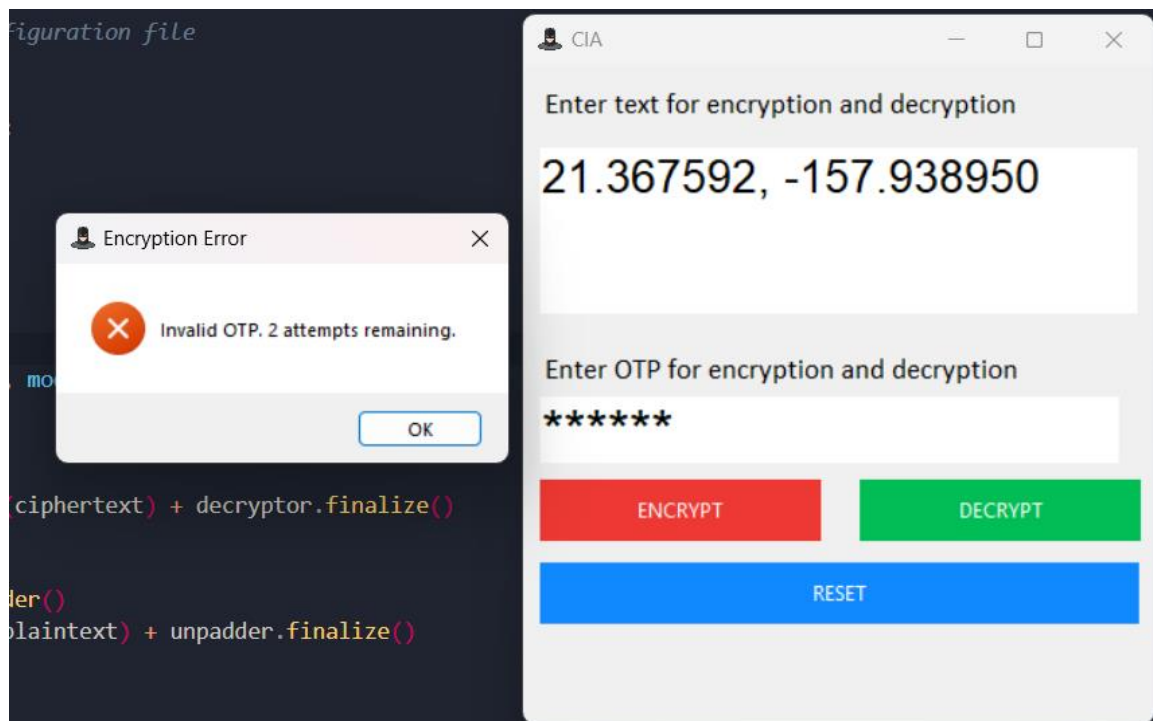 figuration file
mo
(ciphertext) + decryptor.finalize()
der()
plaintext) + unpadder.finalize()
Encryption Error
Invalid OTP. 2 attempts remaining.
OK
CIA
Enter text for encryption and decryption
21.367592, -157.938950
Enter OTP for encryption and decryption
******
ENCRYPT
DECRYPT
RESET